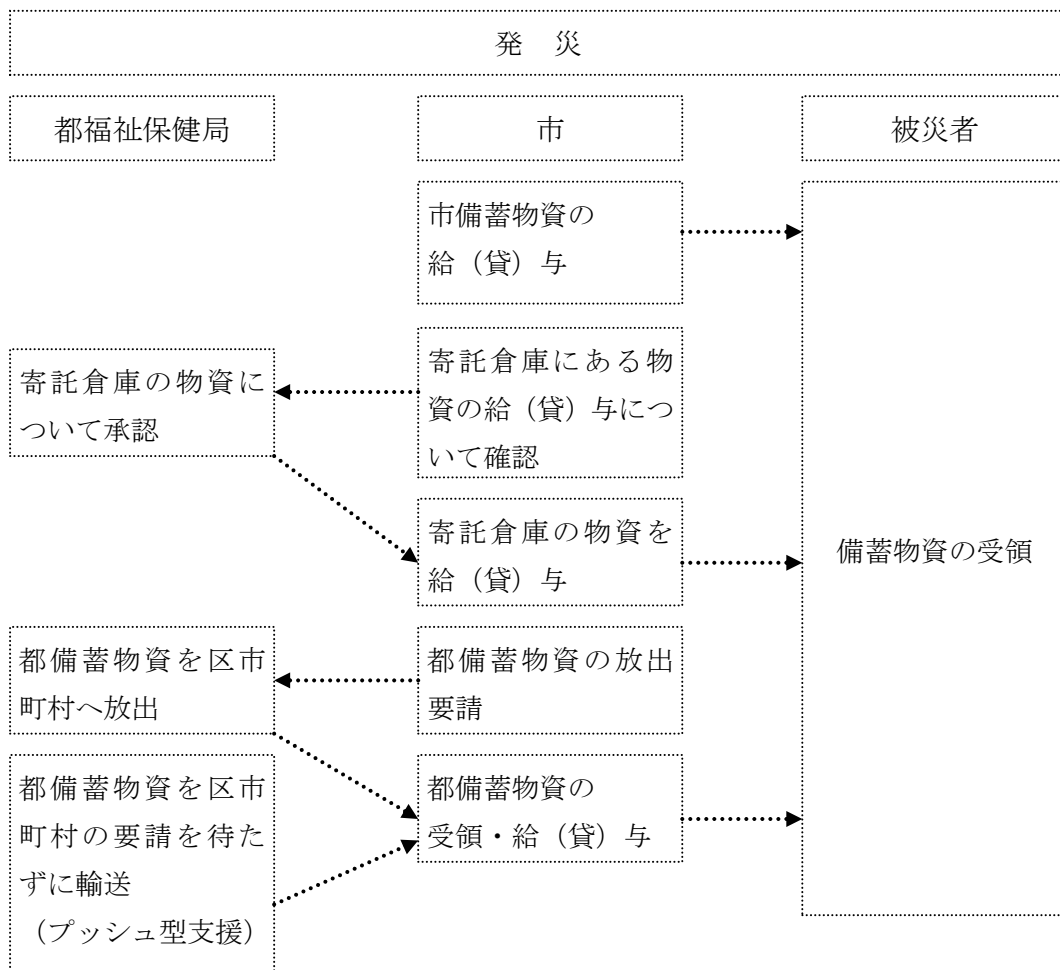 発 災
都福祉保健局
市
被災者
市備蓄物資の
給（貸）与
寄託倉庫の物資に
ついて承認
寄託倉庫にある物
資の給（貸）与につ
いて確認
寄託倉庫の物資を
給（貸）与
備蓄物資の受領
都備蓄物資を区市
町村へ放出
都備蓄物資の放出
要請
都備蓄物資を区市
町村の要請を待た
ずに輸送
（プッシュ型支援）
都備蓄物資の
受領・給（貸）与